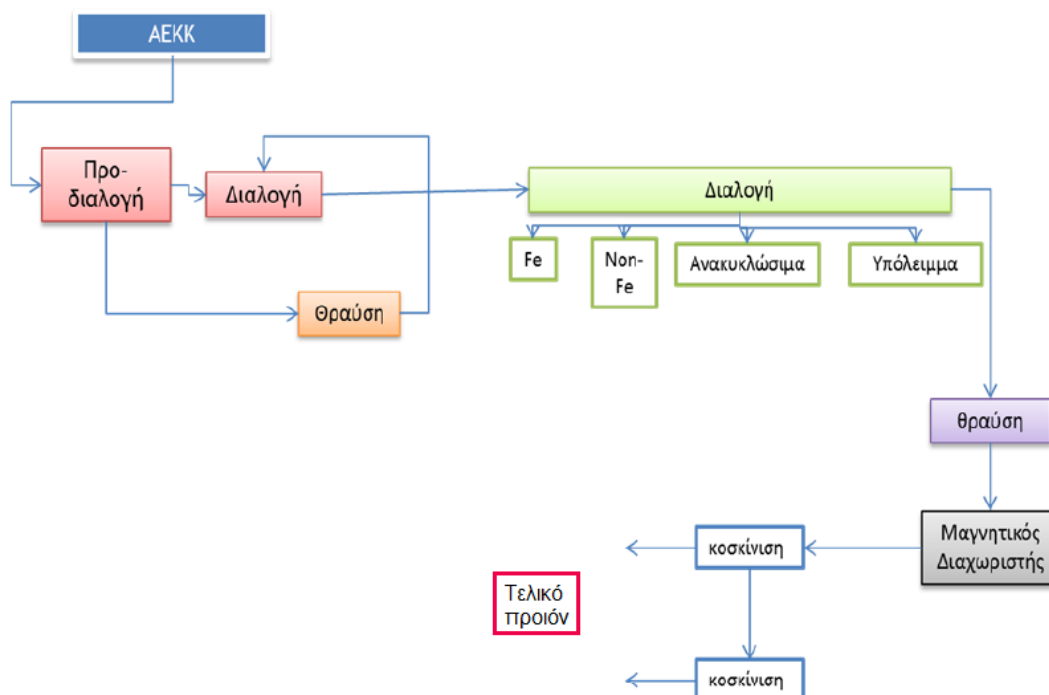 ΑΕΚΚ
Προ-
διαλογή
Διαλογή
Διαλογή
Fe
Non-
Fe
Ανακυκλώσιμα
Υπόλειμμα
Θραύση
θραύση
Μαγνητικός
Διαχωριστής
κοσκίνιση
Τελικό
προιόν
κοσκίνιση